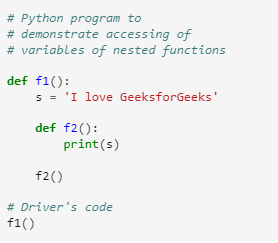 # Python program to
# demonstrate accessing of
# variables of nested functions

def f1():
    s = 'I love GeeksforGeeks'

    def f2():
        print(s)

    f2()

# Driver's code
f1()